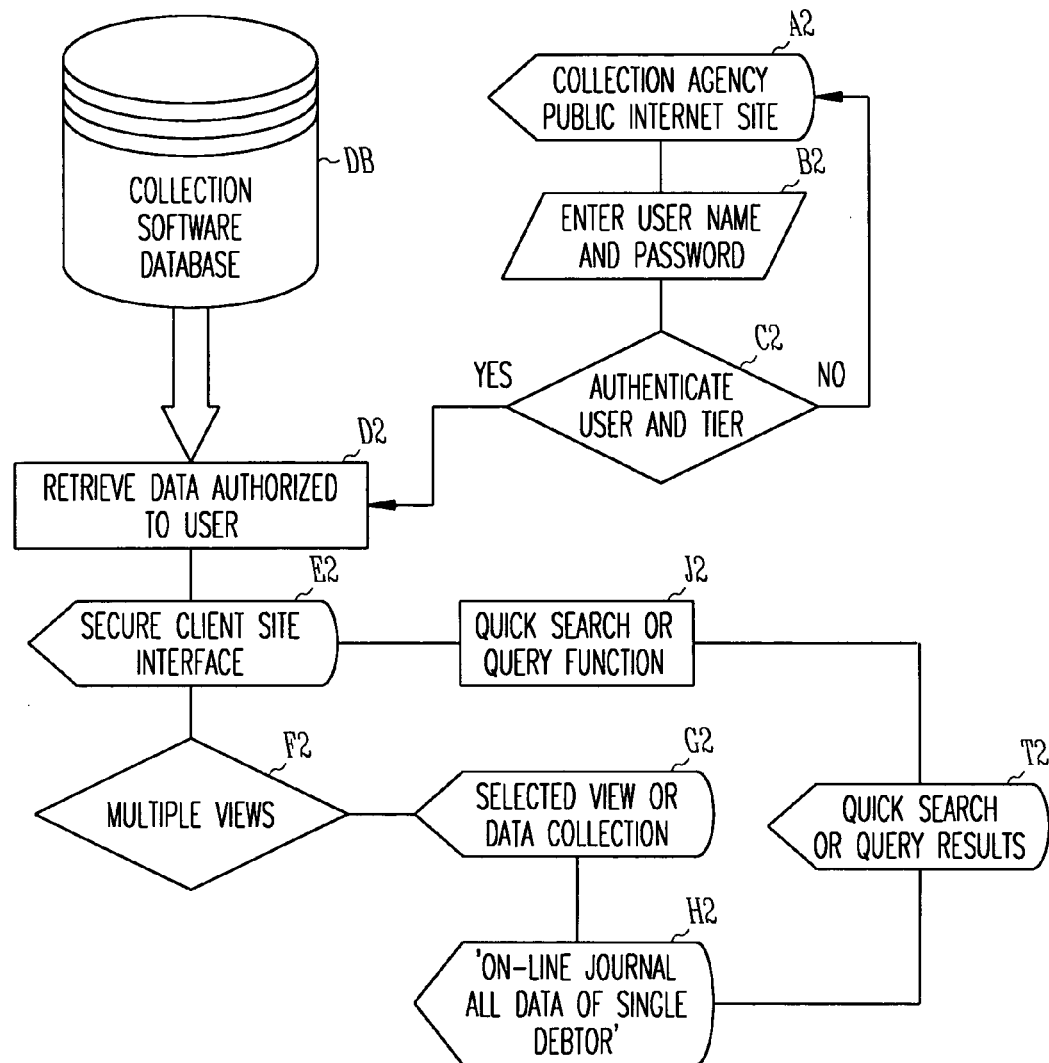 A2
COLLECTION AGENCY
PUBLIC INTERNET SITE
DB
COLLECTION
SOFTWARE
DATABASE
B2
ENTER USER NAME
AND PASSWORD
C2
YES
NO
AUTHENTICATE
USER AND TIER
D2
RETRIEVE DATA AUTHORIZED
TO USER
E2
SECURE CLIENT SITE
INTERFACE
J2
QUICK SEARCH OR
QUERY FUNCTION
F2
MULTIPLE VIEWS
G2
SELECTED VIEW OR
DATA COLLECTION
T2
QUICK SEARCH
OR QUERY RESULTS
H2
'ON-LINE JOURNAL
ALL DATA OF SINGLE
DEBTOR'